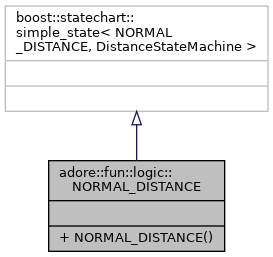 boost::statechart::
simple_state< NORMAL
_DISTANCE, DistanceStateMachine >
adore::fun::logic::
NORMAL_DISTANCE
+ NORMAL_DISTANCE()